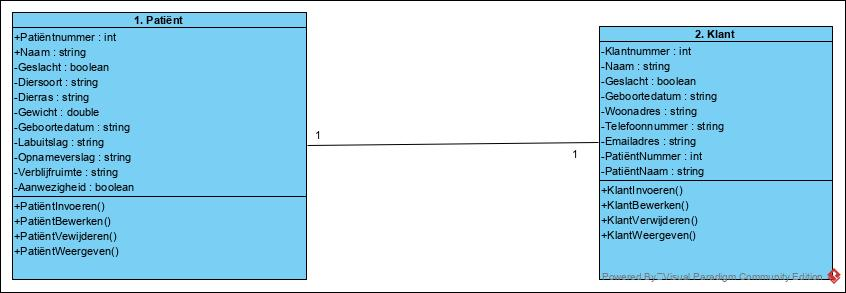 1. Patiënt
+Patiëntnummer : int
+Naam : string
-Geslacht : boolean
-Diersoort : string
-Dierras : string
-Gewicht : double
-Geboortedatum : string
-Labuitslag : string
-Opnameverslag : string
-Verblijfruimte : string
-Aanwezigheid : boolean
+PatiëntInvoeren()
+PatiëntBewerken()
+PatiëntVewijderen()
+PatiëntWeergeven()
1
1
2. Klant
-Klantnummer : int
-Naam : string
-Geslacht : boolean
-Geboortedatum : string
-Woonadres : string
-Telefoonnummer : string
-Emailadres : string
-PatiëntNummer : int
-PatiëntNaam : string
+KlantInvoeren()
+KlantBewerken()
+KlantVerwijderen()
+KlantWeergeven()
Powered By Visual Paradigm Community Edition